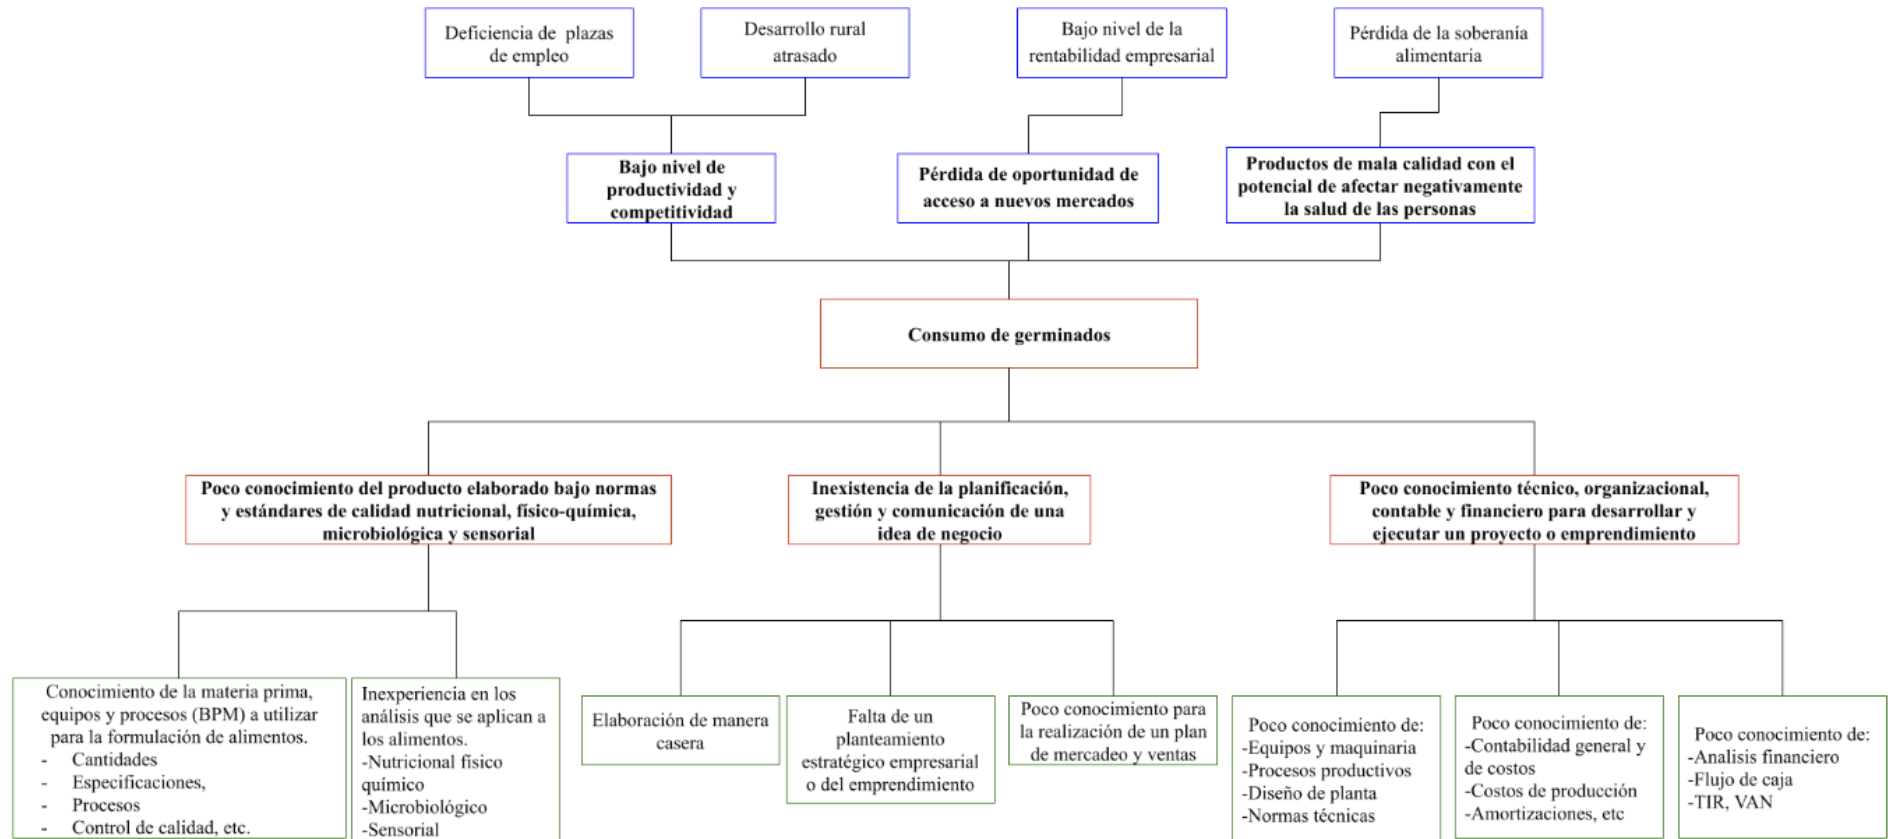 Deficiencia de plazas
de empleo
Desarrollo rural
atrasado
Bajo nivel de la
rentabilidad empresarial
Pérdida de la soberanía
alimentaria
Bajo nivel de
productividad y
competitividad
Pérdida de oportunidad de
acceso a nuevos mercados
Productos de mala calidad con el
potencial de afectar negativamente
la salud de las personas
Consumo de germinados
Poco conocimiento del producto elaborado bajo normas
y estándares de calidad nutricional, físico-química,
microbiológica y sensorial
Inexistencia de la planificación,
gestión y comunicación de una
idea de negocio
Poco conocimiento técnico, organizacional,
contable y financiero para desarrollar y
ejecutar un proyecto o emprendimiento
Conocimiento de la materia prima,
equipos y procesos (BPM) a utilizar
para la formulación de alimentos.
- Cantidades
- Especificaciones,
- Procesos
- Control de calidad, etc.
Inexperiencia en los
análisis que se aplican a
los alimentos.
-Nutricional físico
químico
-Microbiológico
-Sensorial
Elaboración de manera
casera
Falta de un
planteamiento
estratégico empresarial
o del emprendimiento
Poco conocimiento para
la realización de un plan
de mercadeo y ventas
Poco conocimiento de:
-Equipos y maquinaria
-Procesos productivos
-Diseño de planta
-Normas técnicas
Poco conocimiento de:
-Contabilidad general y
de costos
-Costos de producción
-Amortizaciones, etc
Poco conocimiento de:
-Analisis financiero
-Flujo de caja
-TIR, VAN